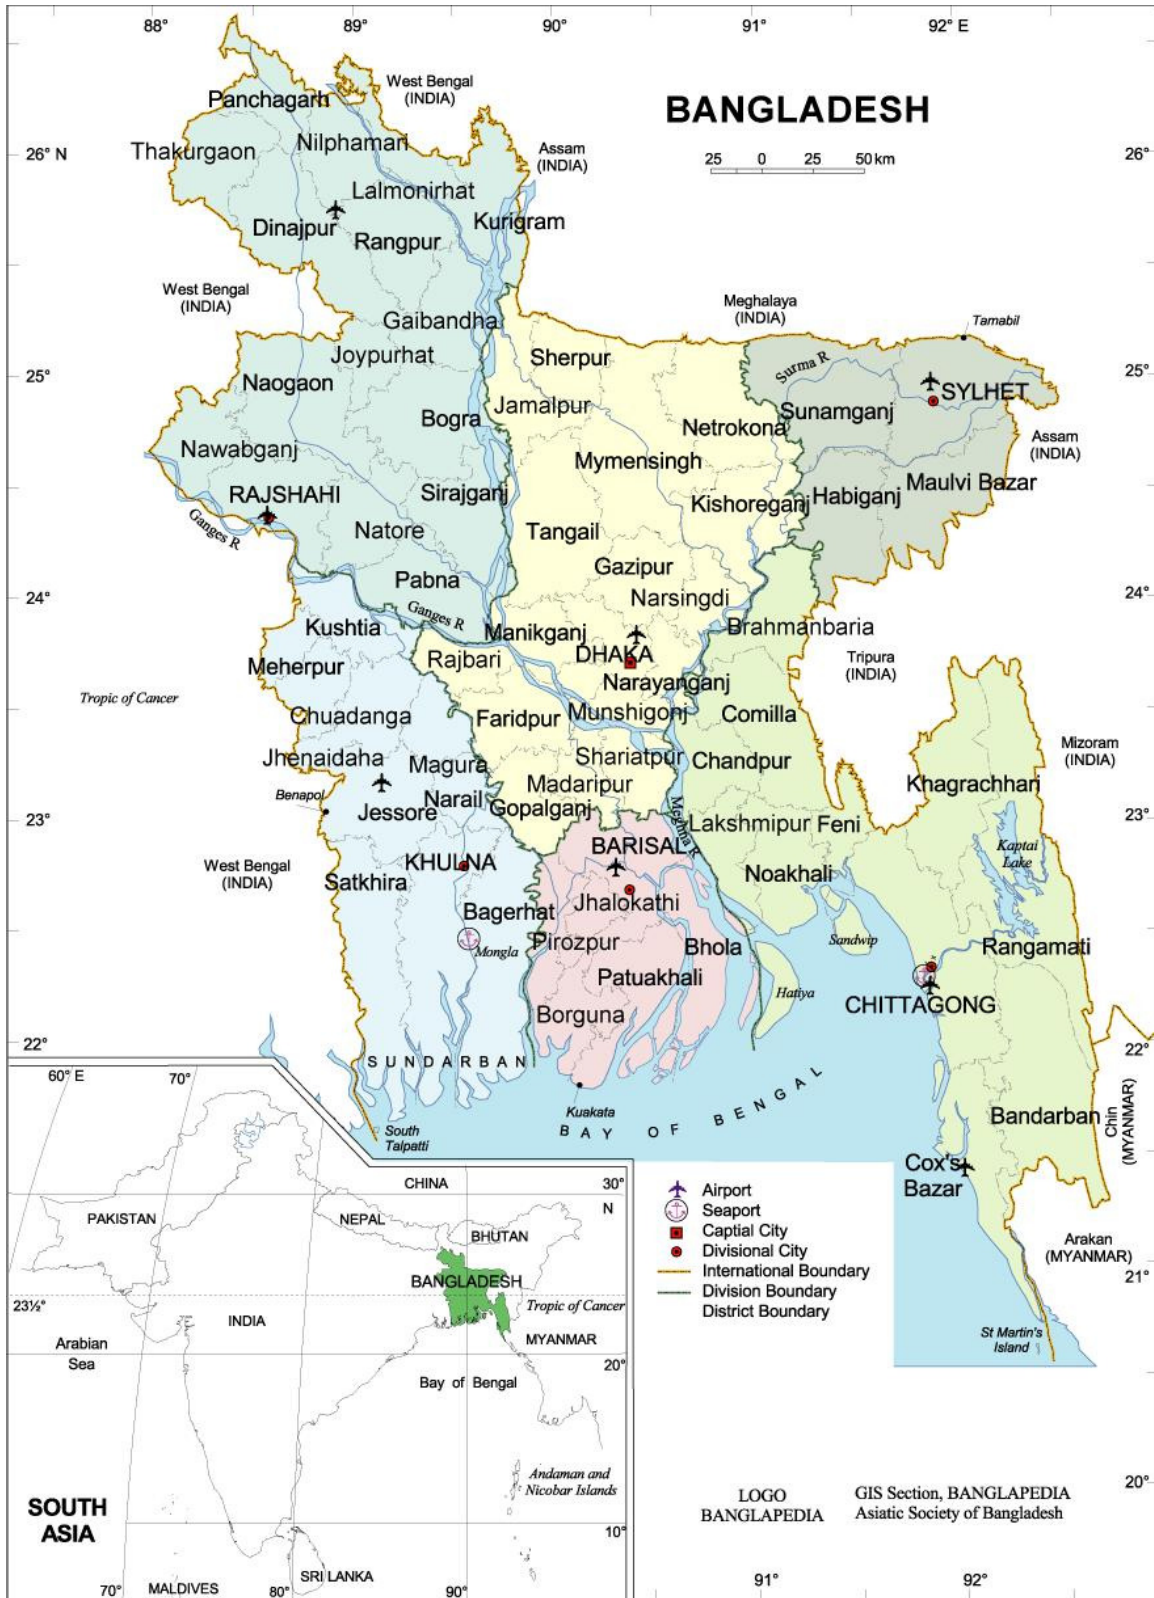 88°
89°
90°
91°
92° E
West Bengal
(INDIA)
BANGLADESH
Panchagarh
Nilphamari
Thakurgaon
26° N
Assam
(INDIA)
26°
25 0 25 50 km
Lalmonirhat
Dinajpur
Rangpur
Kurigram
West Bengal
(INDIA)
Meghalaya
(INDIA)
Tamabil
Gaibandha
Joypurhat
Sherpur
Surma R
25°
Naogaon
25°
SYLHET
Jamalpur
Sunamganj
Bogra
Netrokona
Nawabganj
Assam
(INDIA)
Mymensingh
Maulvi Bazar
RAJSHAHI
Sirajganj
Kishoreganj
Habiganj
Ganges R
Natore
Tangail
Gazipur
Pabna
24°
Narsingdi
24°
Ganges R
Kushtia
Manikganj
Brahmanbaria
DHAKA
Meherpur
Rajbari
Tripura
(INDIA)
Narayanganj
Tropic of Cancer
Chuadanga
Faridpur
Munshigonj
Comilla
Jhenaidaha
Magura
Shariatpur
Chandpur
Mizoram
(INDIA)
Madaripur
Khagrachhari
Benapol
Jessore
Narail
Gopalganj
Meghna R
23°
Lakshmipur
Feni
23°
West Bengal
(INDIA)
KHULNA
BARISAL
Kaptai
Lake
Satkhira
Noakhali
Bagerhat
Jhalokathi
Pirozpur
Mongla
Bhola
Sandwip
Rangamati
Patuakhali
Hatiya
CHITTAGONG
Borguna
22°
SUNDARBAN
22°
Kuakata
BAY OF BENGAL
Bandarban
Chin
(MYANMAR)
South
Talpatti
Cox's
Bazar
Arakan
(MYANMAR)
21°
St Martin's
Island
20°
Airport
Seaport
Captial City
Divisional City
International Boundary
Division Boundary
District Boundary
60° E
70°
CHINA
30°
N
PAKISTAN
NEPAL
BHUTAN
BANGLADESH
23½°
Tropic of Cancer
INDIA
MYANMAR
Arabian
Sea
20°
Bay of Bengal
Andaman and
Nicobar Islands
SOUTH
ASIA
10°
SRI LANKA
70°
MALDIVES
80°
90°
LOGO
BANGLAPEDIA
GIS Section, BANGLAPEDIA
Asiatic Society of Bangladesh
91°
92°